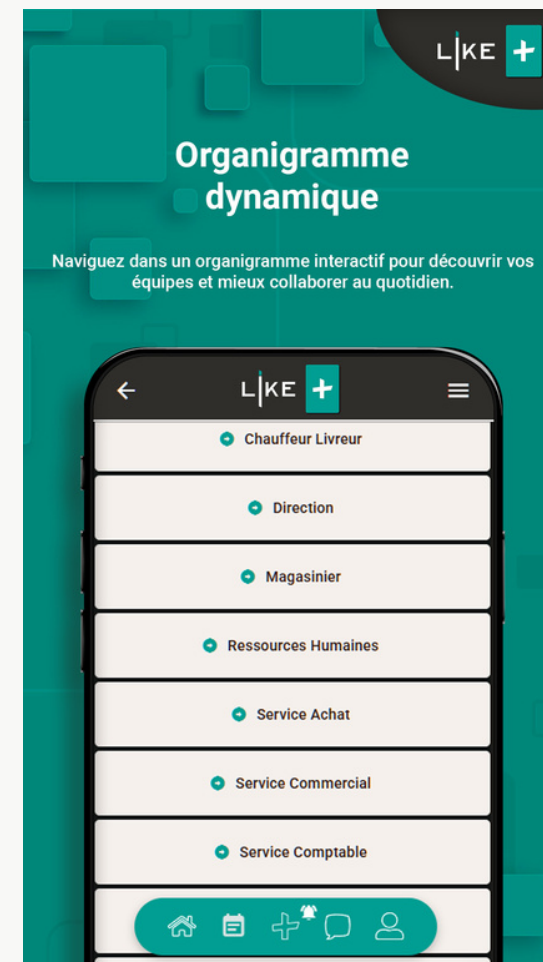 LIKE +
Organigramme
dynamique
Naviguez dans un organigramme interactif pour découvrir vos
équipes et mieux collaborer au quotidien.
LIKE +
Chauffeur Livreur
Direction
Magasinier
Ressources Humaines
Service Achat
Service Commercial
Service Comptable